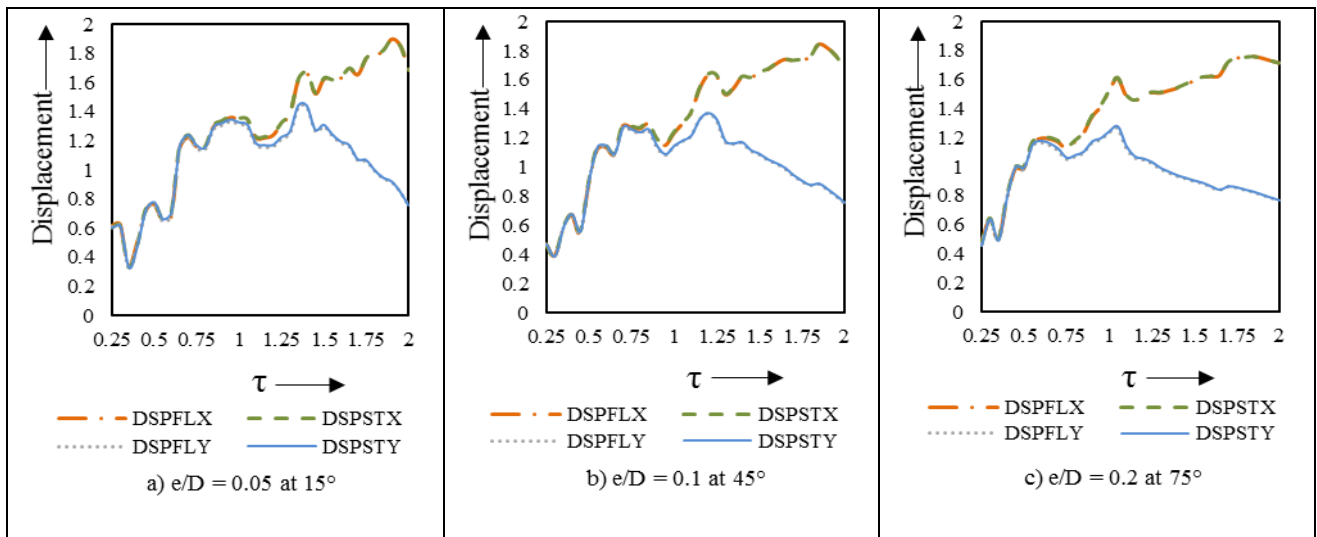 Displacement
2
1.8
1.6
1.4
1.2
1
0.8
0.6
0.4
0.2
0
0.25 0.5 0.75 1 1.25 1.5 1.75 2
τ
DSPFLX DSPSTX
DSPFLY DSPSTY
a) e/D = 0.05 at 15°
Displacement
2
1.8
1.6
1.4
1.2
1
0.8
0.6
0.4
0.2
0
0.25 0.5 0.75 1 1.25 1.5 1.75 2
τ
DSPFLX DSPSTX
DSPFLY DSPSTY
b) e/D = 0.1 at 45°
Displacement
2
1.8
1.6
1.4
1.2
1
0.8
0.6
0.4
0.2
0
0.25 0.5 0.75 1 1.25 1.5 1.75 2
τ
DSPFLX DSPSTX
DSPFLY DSPSTY
c) e/D = 0.2 at 75°